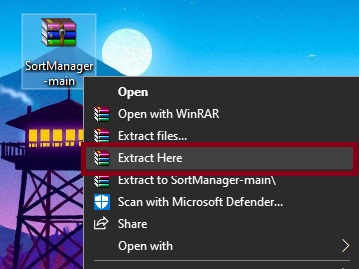 SortManager
-main
Open
Open with WinRAR
Extract files...
Extract Here
Extract to SortManager-main\
Scan with Microsoft Defender...
Share
Open with